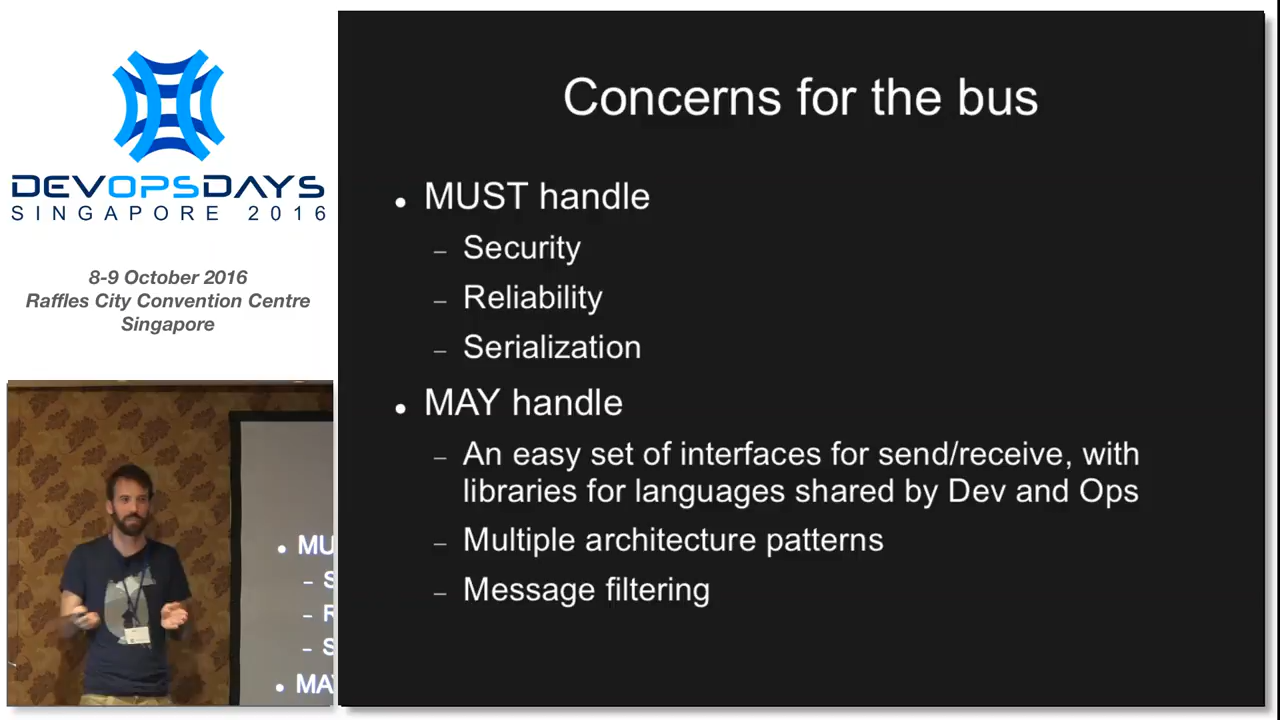 DEVOPSDAYS
SINGAPORE 2016
8-9 October 2016
Raffles City Convention Centre
Singapore
Concerns for the bus
• MUST handle
– Security
– Reliability
– Serialization
• MAY handle
– An easy set of interfaces for send/receive, with
libraries for languages shared by Dev and Ops
– Multiple architecture patterns
– Message filtering
• MU
– S
– R
– S
• MA